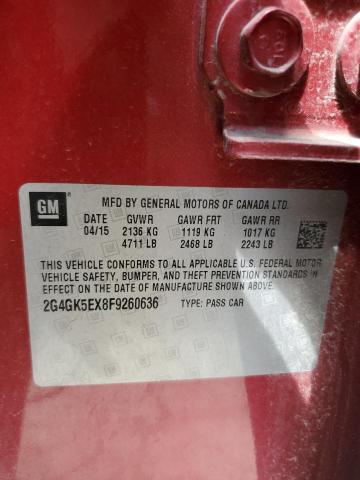 GM
MFD BY GENERAL MOTORS OF CANADA LTD.
DATE GVWR GAWR FRT GAWR RR
04/15 2136 KG 1119 KG 1017 KG
4711 LB 2468 LB 2243 LB
THIS VEHICLE CONFORMS TO ALL APPLICABLE U.S. FEDERAL MOTOR
VEHICLE SAFETY, BUMPER, AND THEFT PREVENTION STANDARDS IN
EFFECT ON THE DATE OF MANUFACTURE SHOWN ABOVE.
2G4GK5EX8F9260636 TYPE: PASS CAR